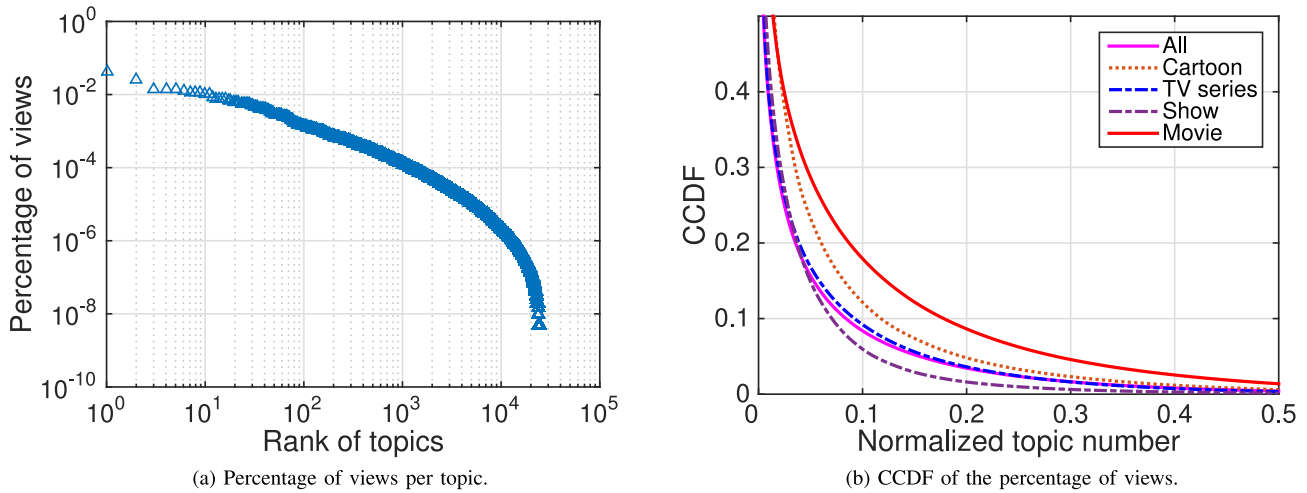 10^0
10^-2
10^-4
10^-6
10^-8
10^-10
Percentage of views
10^0 10^1 10^2 10^3 10^4 10^5
Rank of topics
(a) Percentage of views per topic.
All
Cartoon
TV series
Show
Movie
0.4
0.3
0.2
0.1
0
CCDF
0 0.1 0.2 0.3 0.4 0.5
Normalized topic number
(b) CCDF of the percentage of views.